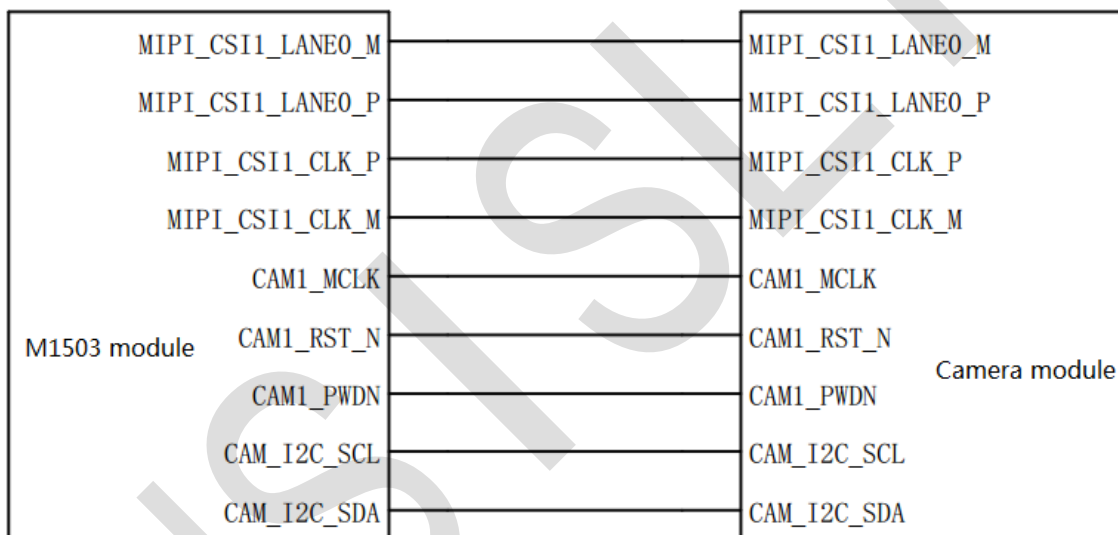 MIPI_CSI1_LANE0_M MIPI_CSI1_LANE0_M
MIPI_CSI1_LANE0_P MIPI_CSI1_LANE0_P
MIPI_CSI1_CLK_P MIPI_CSI1_CLK_P
MIPI_CSI1_CLK_M MIPI_CSI1_CLK_M
CAM1_MCLK CAM1_MCLK
CAM1_RST_N CAM1_RST_N
M1503 module
Camera module
CAM1_PWDN CAM1_PWDN
CAM_I2C_SCL CAM_I2C_SCL
CAM_I2C_SDA CAM_I2C_SDA